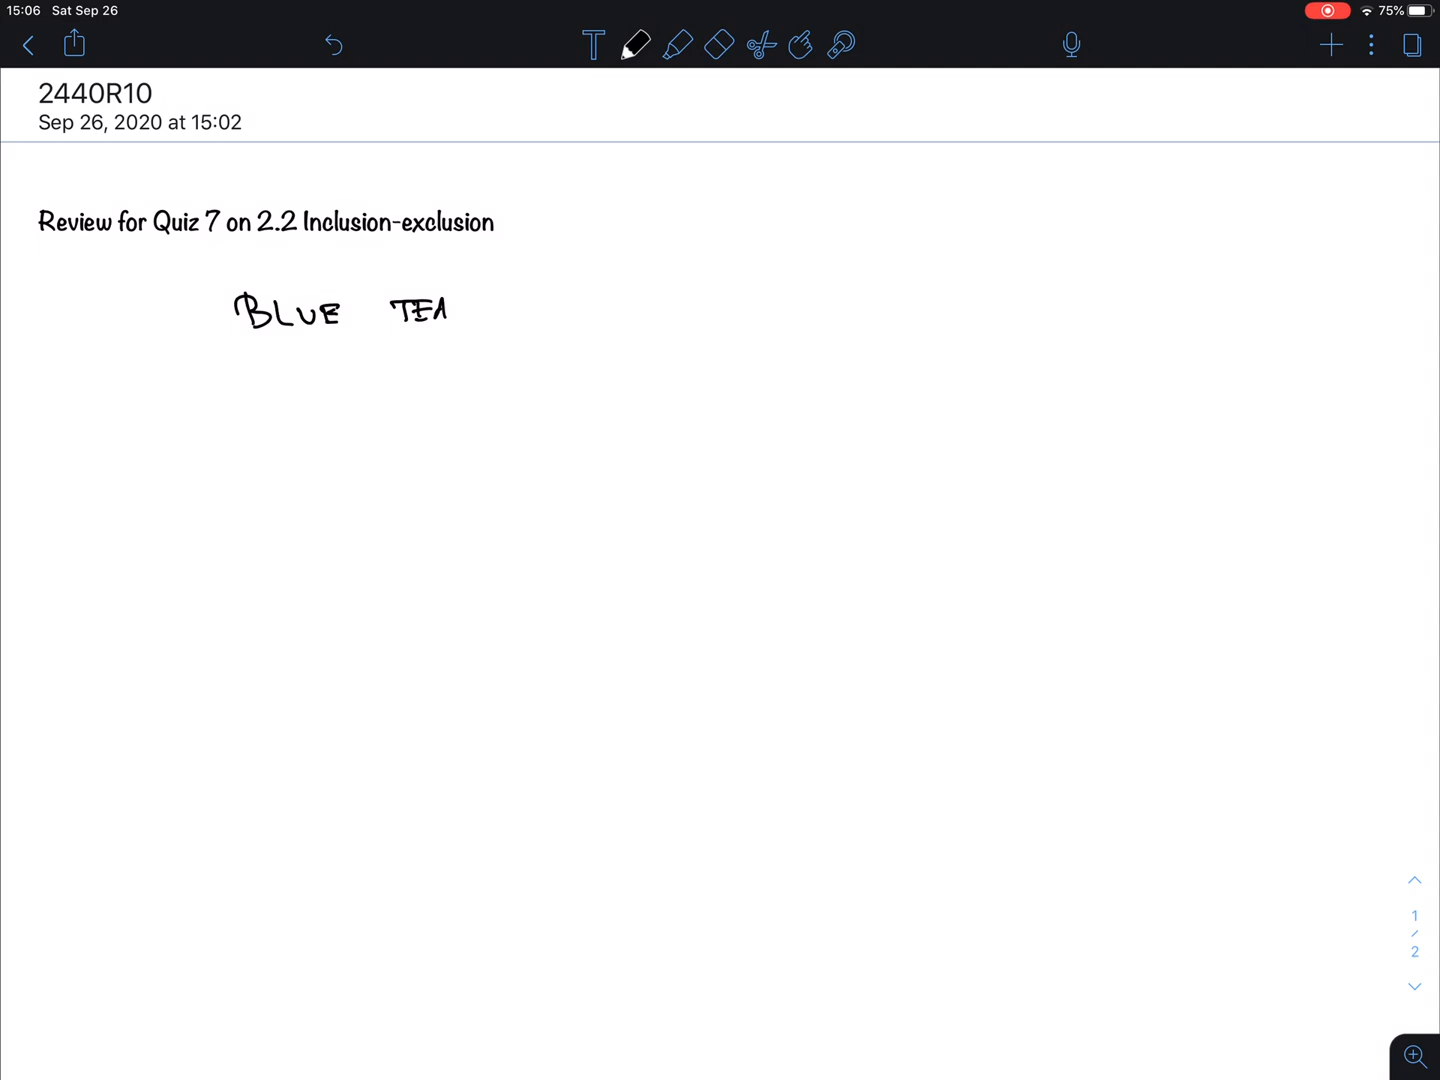 15:06 Sat Sep 26 75%
2440R10
Sep 26, 2020 at 15:02
Review for Quiz 7 on 2.2 Inclusion-exclusion
BLUE TEA
1
/
2